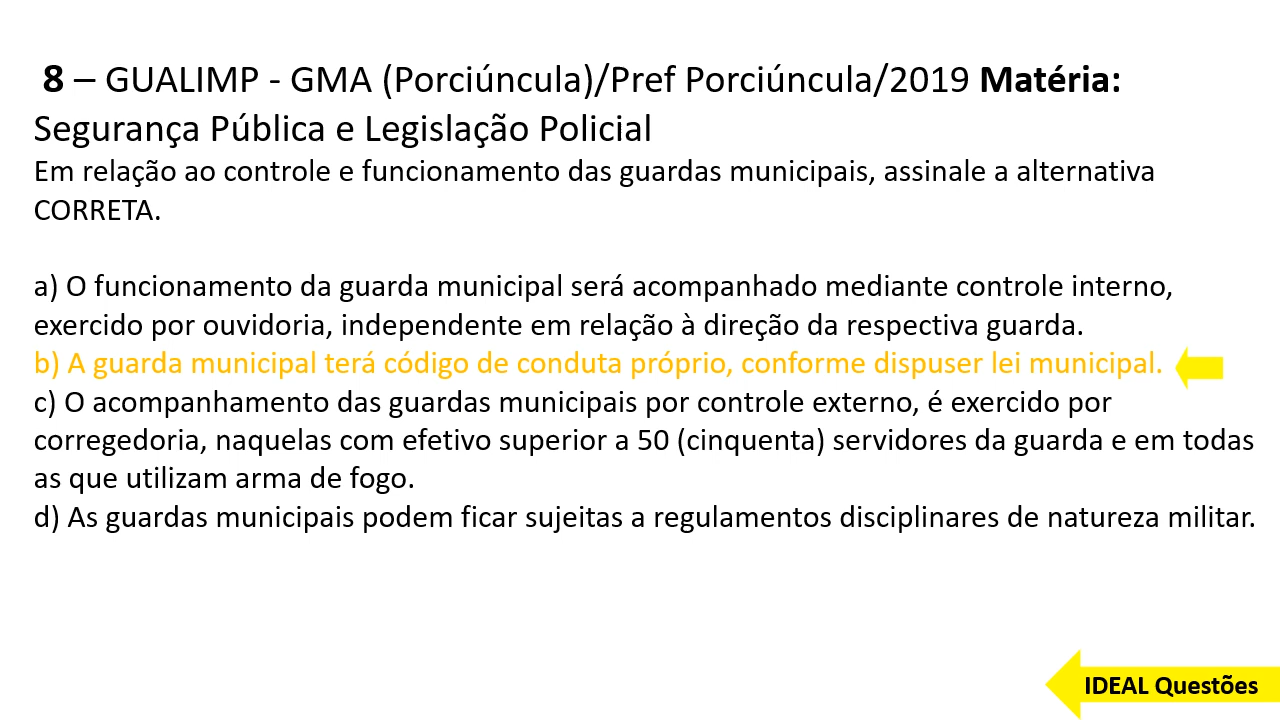 8 – GUALIMP - GMA (Porciúncula)/Pref Porciúncula/2019 Matéria:
Segurança Pública e Legislação Policial
Em relação ao controle e funcionamento das guardas municipais, assinale a alternativa
CORRETA.
a) O funcionamento da guarda municipal será acompanhado mediante controle interno,
exercido por ouvidoria, independente em relação à direção da respectiva guarda.
b) A guarda municipal terá código de conduta próprio, conforme dispuser lei municipal.
c) O acompanhamento das guardas municipais por controle externo, é exercido por
corregedoria, naquelas com efetivo superior a 50 (cinquenta) servidores da guarda e em todas
as que utilizam arma de fogo.
d) As guardas municipais podem ficar sujeitas a regulamentos disciplinares de natureza militar.
IDEAL Questões